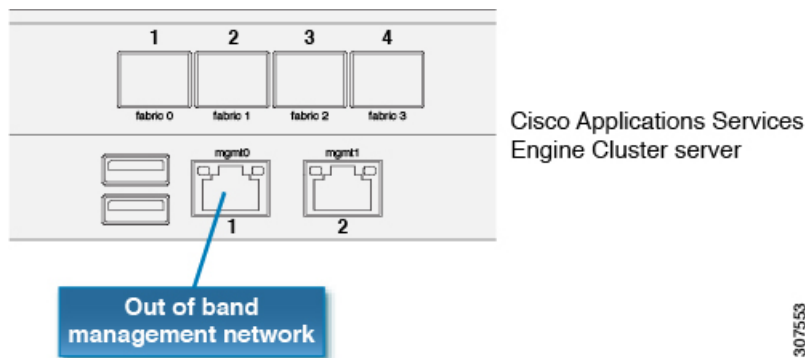 1 2 3 4
fabric 0 fabric 1 fabric 2 fabric 3
Cisco Applications Services
Engine Cluster server
mgmt0 mgmt1
1 2
Out of band
management network
307553